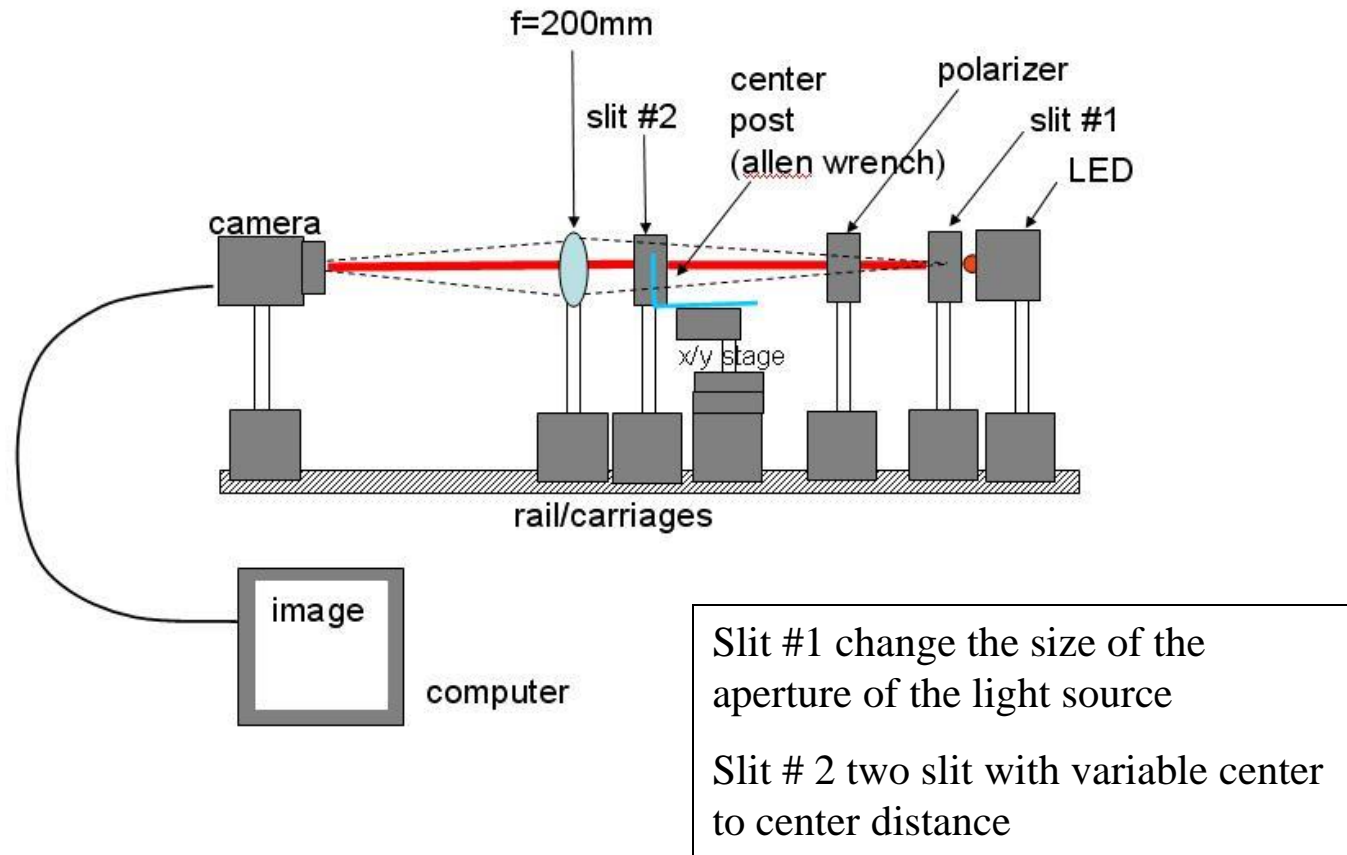 f=200mm
center
post
(allen wrench)
polarizer
slit #2
slit #1
LED
camera
x/y stage
rail/carriages
image
computer
Slit #1 change the size of the
aperture of the light source
Slit # 2 two slit with variable center
to center distance